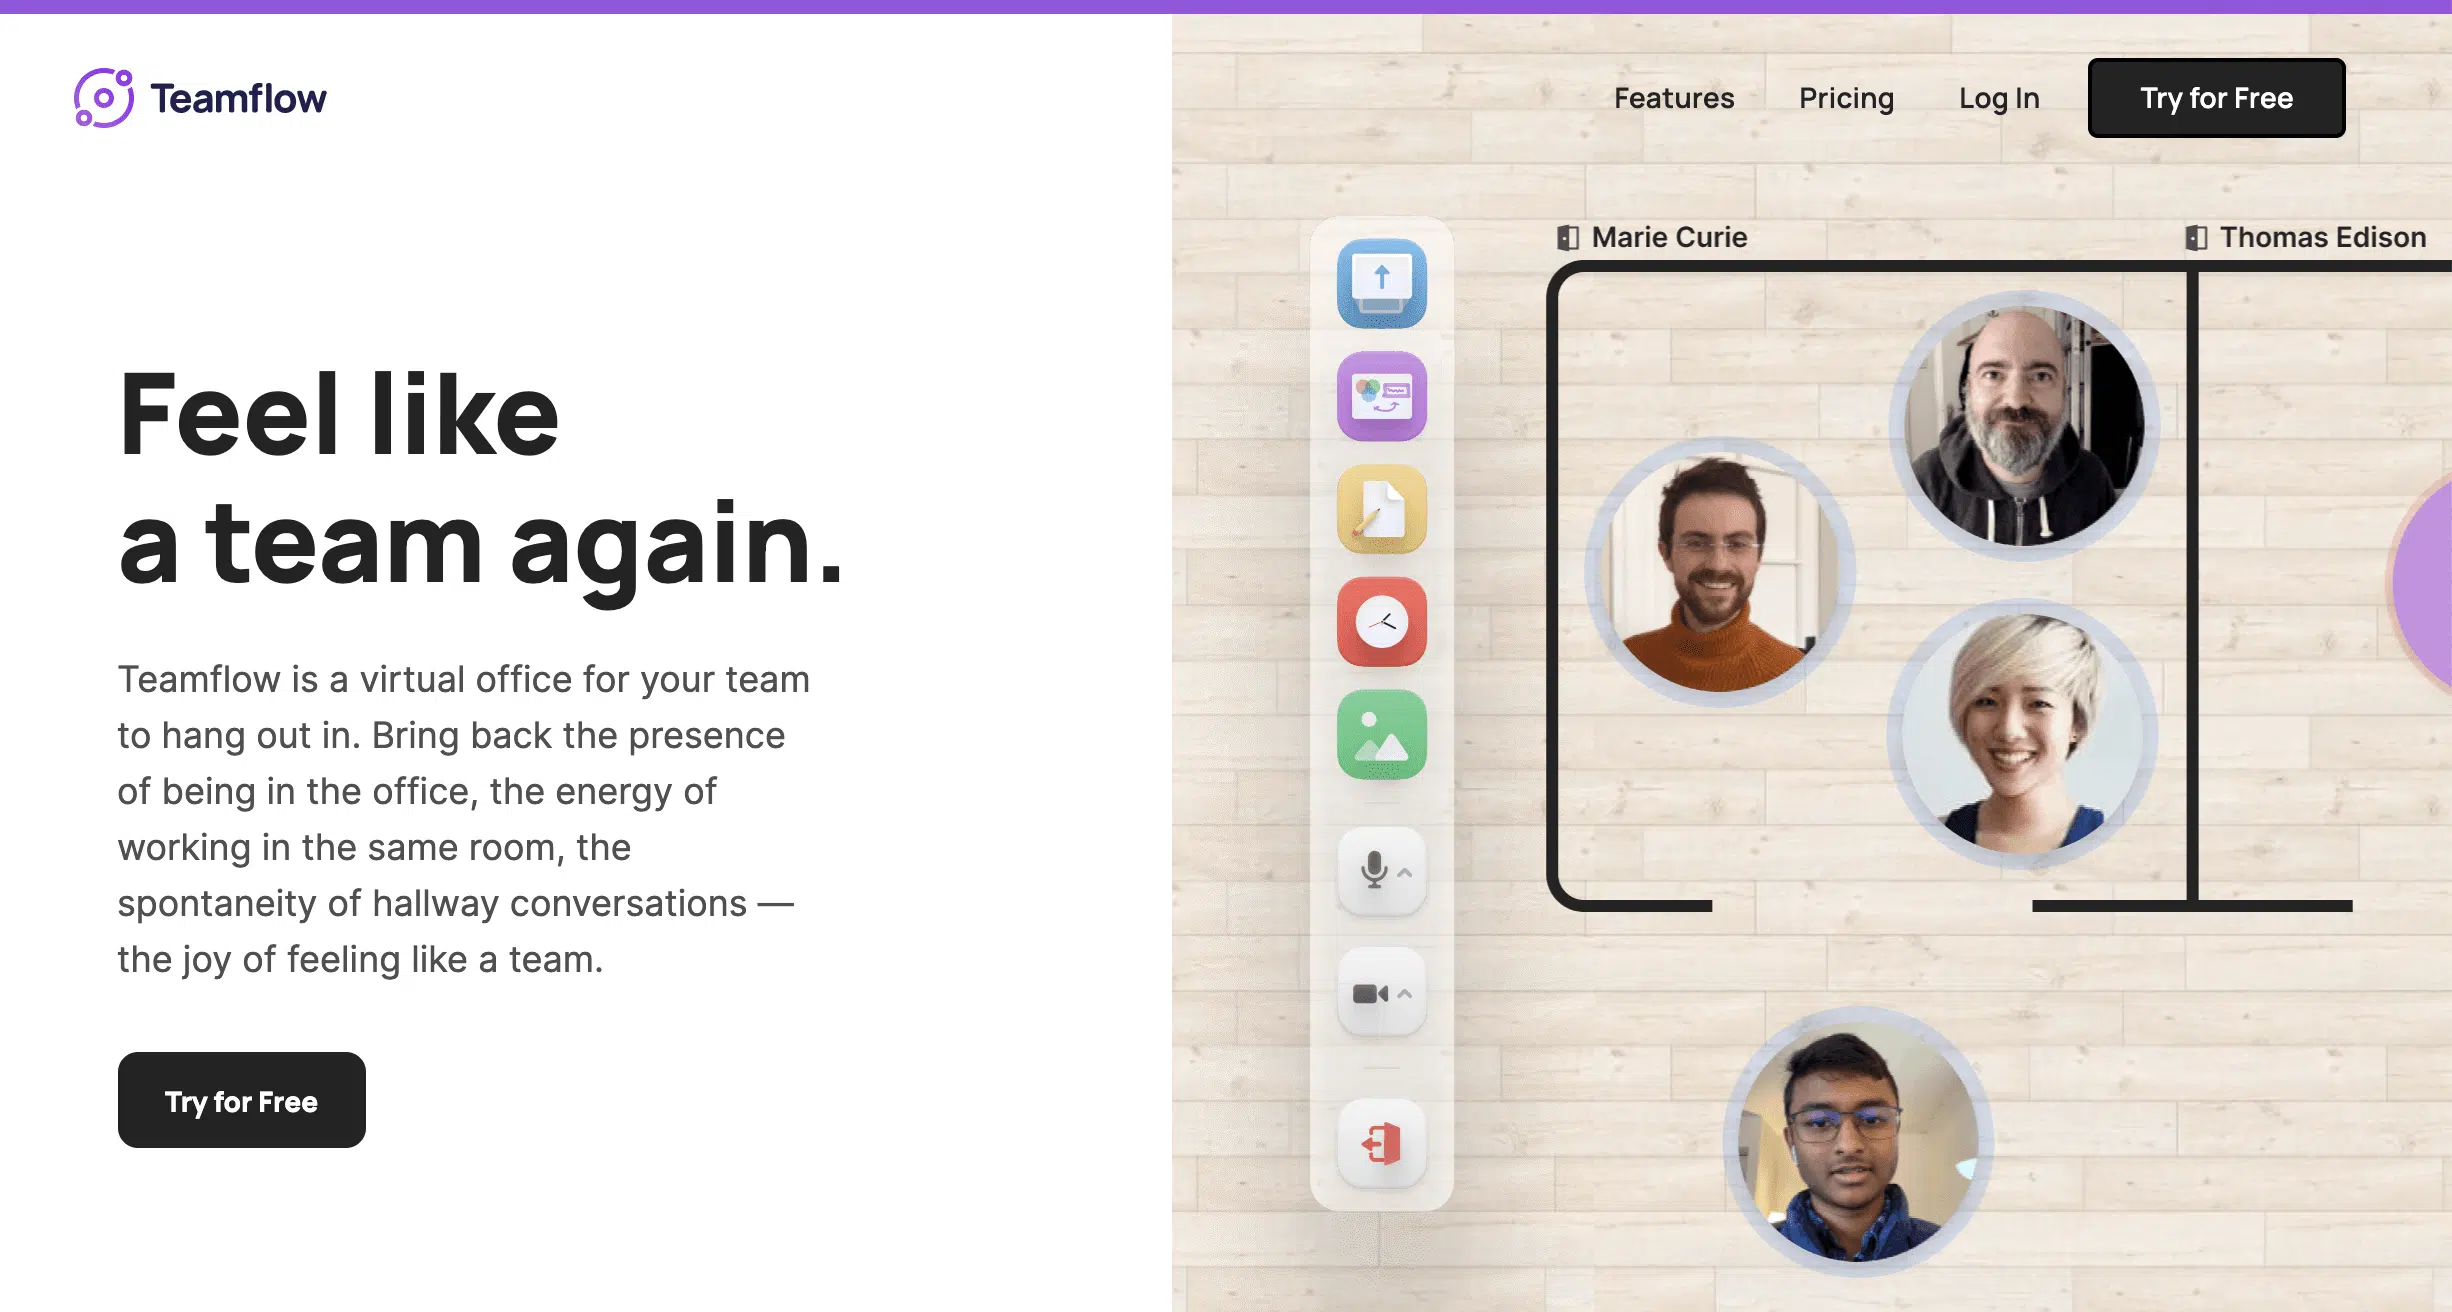 Teamflow
Features
Pricing
Log In
Try for Free
Marie Curie
Thomas Edison
Feel like
a team again.
Teamflow is a virtual office for your team
to hang out in. Bring back the presence
of being in the office, the energy of
working in the same room, the
spontaneity of hallway conversations —
the joy of feeling like a team.
Try for Free